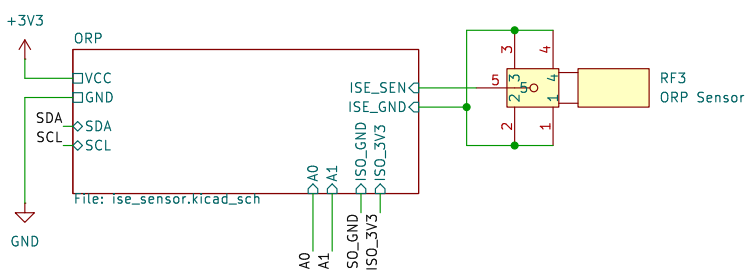 +3V3
ORP
VCC
GND
SDA
SDA
SCL
SCL
ISE_SEN
ISE_GND
A0
A1
ISO_GND
ISO_3V3
File: ise_sensor.kicad_sch
A0
A1
SO_GND
ISO_3V3
GND
3
4
5
3
4
5
2
1
2
1
RF3
ORP Sensor